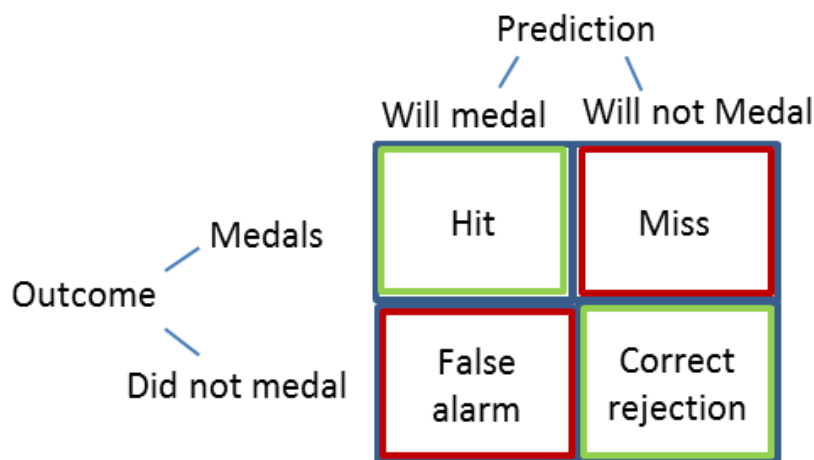 Prediction
Will medal
Will not Medal
Medals
Hit
Miss
Outcome
Did not medal
False
alarm
Correct
rejection